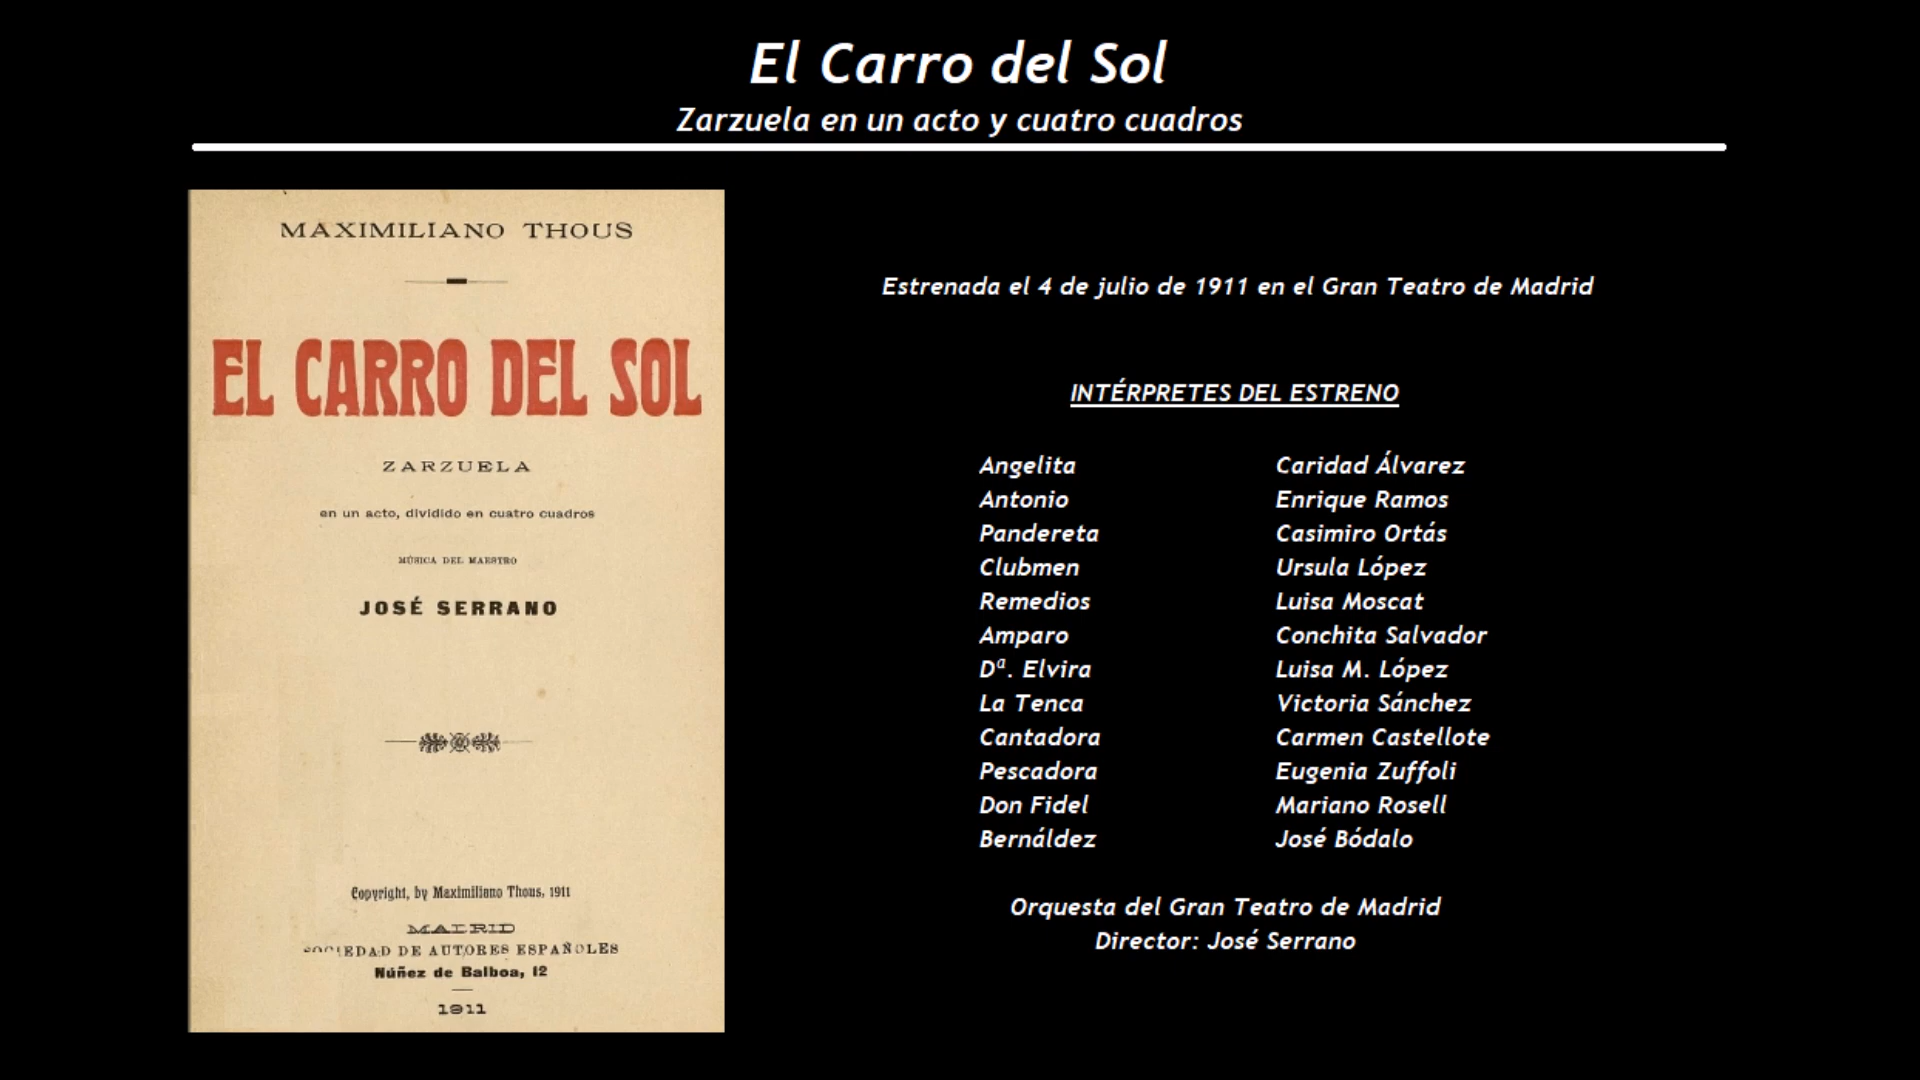 El Carro del Sol
Zarzuela en un acto y cuatro cuadros
MAXIMILIANO THOUS
EL CARRO DEL SOL
ZARZUELA
en un acto, dividido en cuatro cuadros
MÚSICA DEL MAESTRO
JOSÉ SERRANO
Copyright, by Maximiliano Thous, 1911
MADRID
SOCIEDAD DE AUTORES ESPAÑOLES
Núñez de Balboa, 12
1911
Estrenada el 4 de julio de 1911 en el Gran Teatro de Madrid
INTÉRPRETES DEL ESTRENO
Angelita Caridad Álvarez
Antonio Enrique Ramos
Pandereta Casimiro Ortás
Clubmen Ursula López
Remedios Luisa Moscat
Amparo Conchita Salvador
Dª. Elvira Luisa M. López
La Tenca Victoria Sánchez
Cantadora Carmen Castellote
Pescadora Eugenia Zuffoli
Don Fidel Mariano Rosell
Bernáldez José Bódalo
Orquesta del Gran Teatro de Madrid
Director: José Serrano